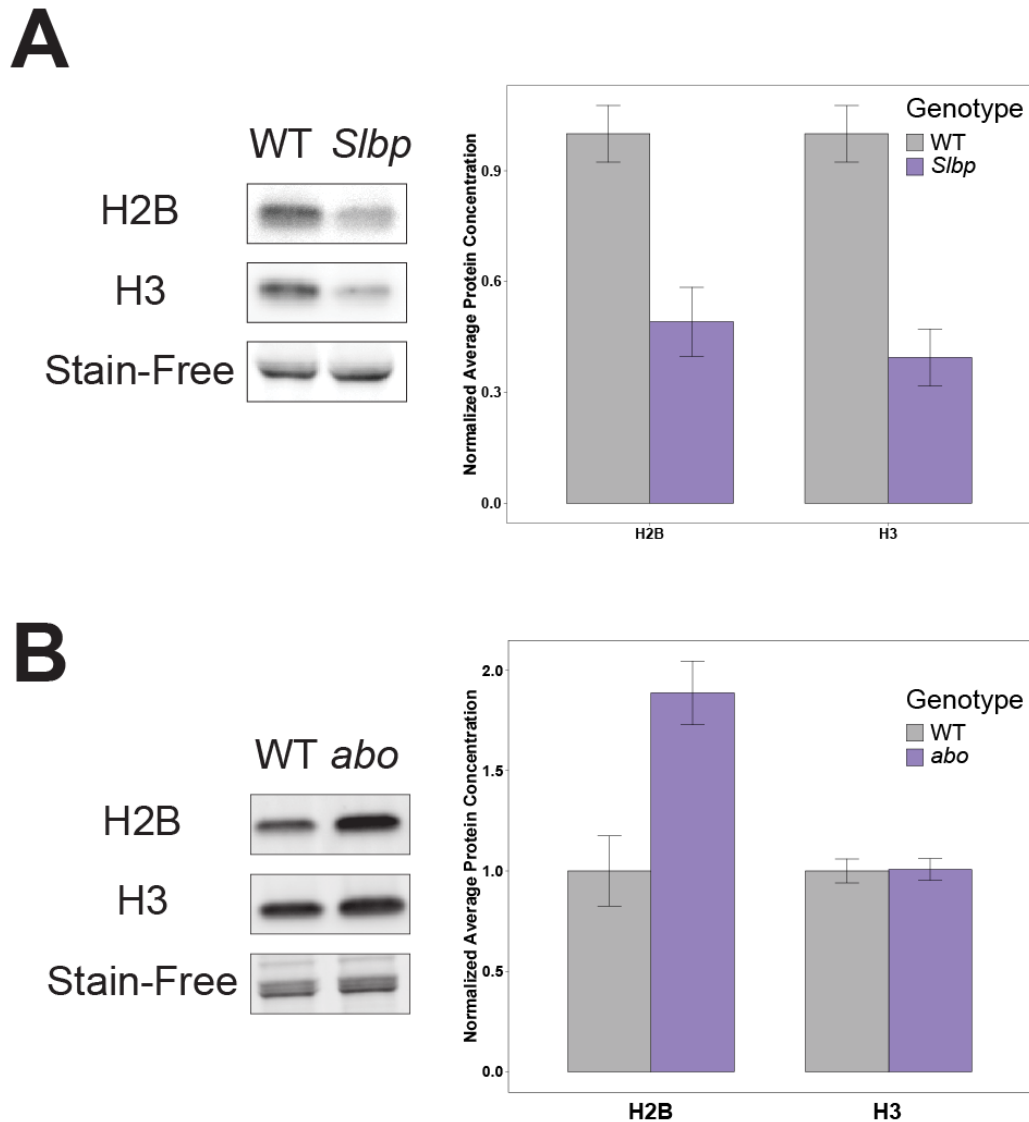 A
WT Slbp
H2B
H3
Stain-Free
Normalized Average Protein Concentration
0.9
0.6
0.3
0.0
H2B H3
Genotype
WT
Slbp
B
WT abo
H2B
H3
Stain-Free
Normalized Average Protein Concentration
2.0
1.5
1.0
0.5
0.0
H2B H3
Genotype
WT
abo